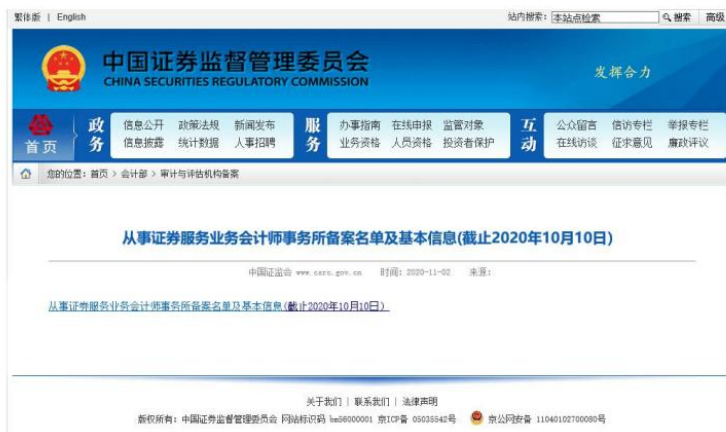 繁体版 | English 站内搜索: 本站点检索 搜索 高级
中国证券监督管理委员会
CHINA SECURITIES REGULATORY COMMISSION
发挥合力
首页
政务
信息公开 政策法规 新闻发布
信息披露 统计数据 人事招聘
服务
办事指南 在线申报 监管对象
业务资格 人员资格 投资者保护
互动
公众留言 信访专栏 举报专栏
在线访谈 征求意见 廉政评议
您的位置: 首页 > 会计部 > 审计与评估机构备案
从事证券服务业务会计师事务所备案名单及基本信息(截止2020年10月10日)
中国证监会 www.csrc.gov.cn 时间: 2020-11-02 来源:
从事证券服务业务会计师事务所备案名单及基本信息(截止2020年10月10日)
关于我们 | 联系我们 | 法律声明
版权所有: 中国证券监督管理委员会 网站标识码 bm56000001 京ICP备 05035542号 京公网安备 11040102700080号